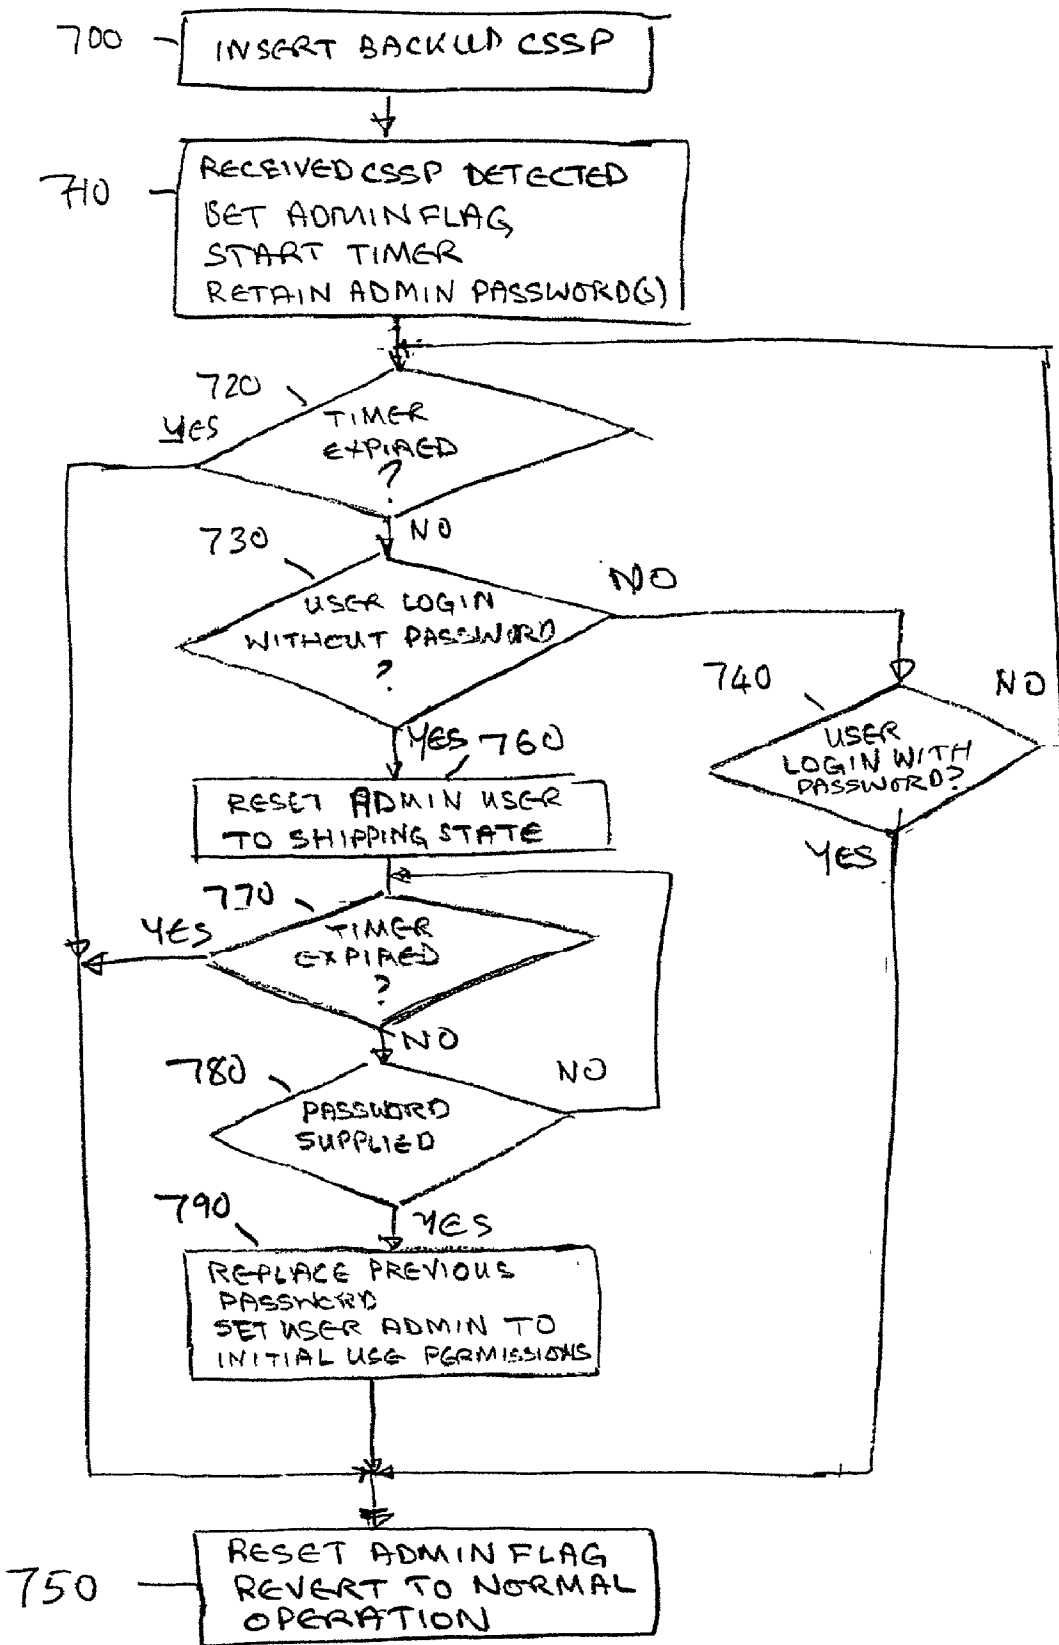 700
INSERT BACKUP CSSP
710
RECEIVED CSSP DETECTED
SET ADMIN FLAG
START TIMER
RETAIN ADMIN PASSWORD(S)
720
YES
TIMER
EXPIRED
?
NO
730
NO
USER LOGIN
WITHOUT PASSWORD
?
740
NO
USER
LOGIN WITH
PASSWORD?
YES
YES
760
RESET ADMIN USER
TO SHIPPING STATE
770
YES
TIMER
EXPIRED
?
NO
780
NO
PASSWORD
SUPPLIED
790
YES
REPLACE PREVIOUS
PASSWORD
SET USER ADMIN TO
INITIAL USE PERMISSIONS
750
RESET ADMIN FLAG
REVERT TO NORMAL
OPERATION